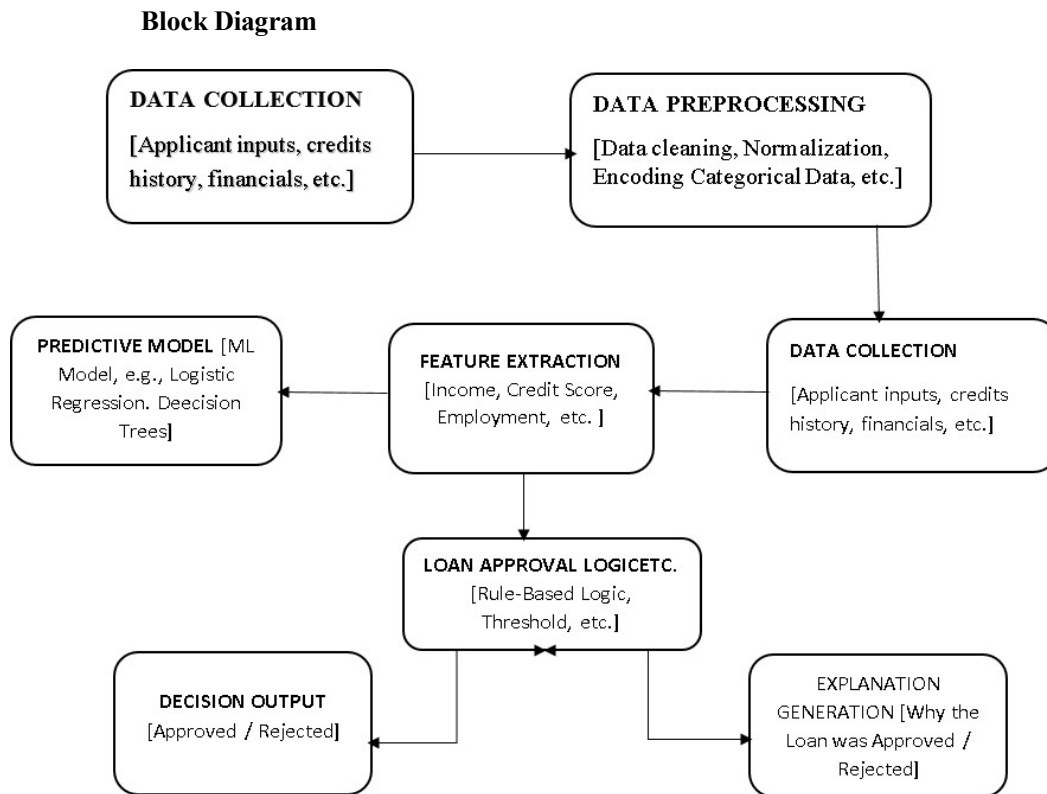 Block Diagram
DATA COLLECTION
[Applicant inputs, credits
history, financials, etc.]
DATA PREPROCESSING
[Data cleaning, Normalization,
Encoding Categorical Data, etc.]
PREDICTIVE MODEL [ML
Model, e.g., Logistic
Regression. Deecision
Trees]
FEATURE EXTRACTION
[Income, Credit Score,
Employment, etc. ]
DATA COLLECTION
[Applicant inputs, credits
history, financials, etc.]
LOAN APPROVAL LOGICETC.
[Rule-Based Logic,
Threshold, etc.]
DECISION OUTPUT
[Approved / Rejected]
EXPLANATION
GENERATION [Why the
Loan was Approved /
Rejected]